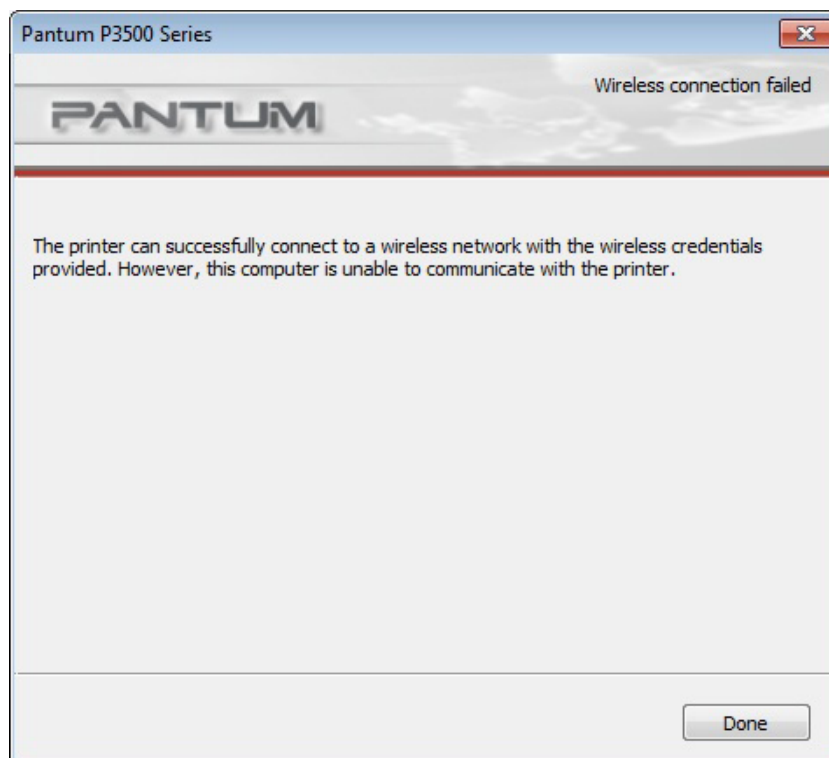 Pantum P3500 Series
Wireless connection failed
PANTUM
The printer can successfully connect to a wireless network with the wireless credentials
provided. However, this computer is unable to communicate with the printer.
Done